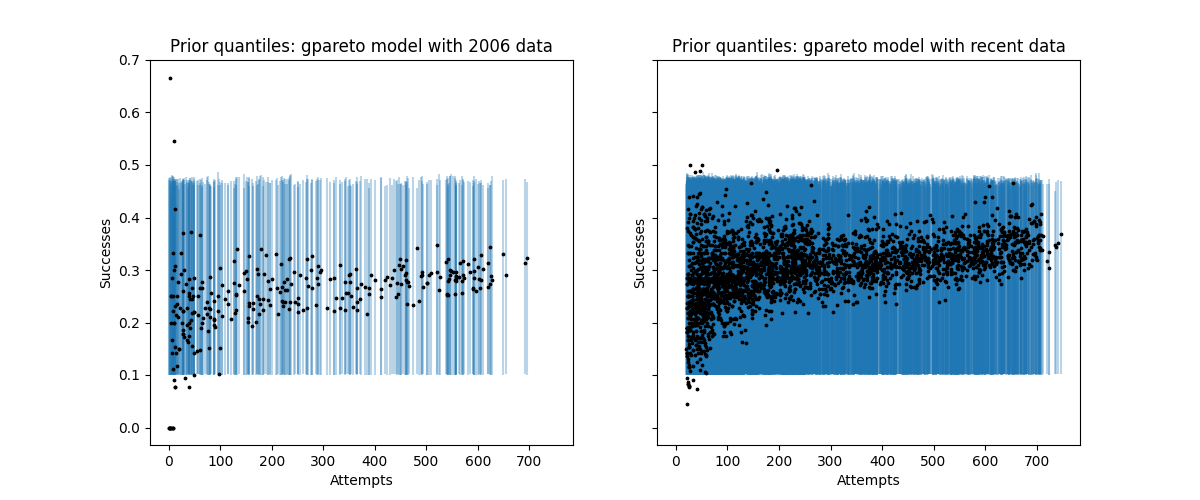 Prior quantiles: gpareto model with 2006 data
0.7
0.6
0.5
0.4
0.3
0.2
0.1
0.0
Successes
0 100 200 300 400 500 600 700
Attempts
Prior quantiles: gpareto model with recent data
Successes
0 100 200 300 400 500 600 700
Attempts